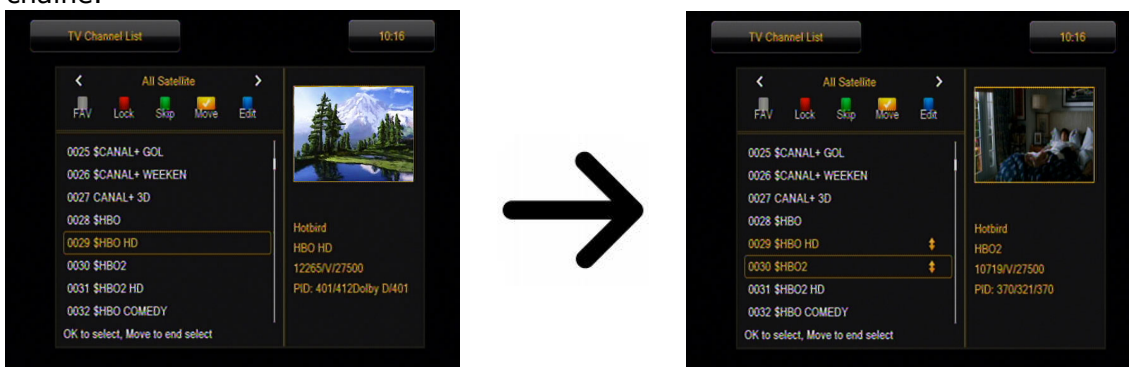 chaîne.
TV Channel List
10:16
All Satellite
FAV Lock Skip Move Edit
0025 $CANAL+ GOL
0026 $CANAL+ WEEKEN
0027 CANAL+ 3D
0028 $HBO
0029 $HBO HD
0030 $HBO2
0031 $HBO2 HD
0032 $HBO COMEDY
OK to select, Move to end select
Hotbird
HBO HD
12265/V/27500
PID: 401/412Dolby D/401
TV Channel List
10:16
All Satellite
FAV Lock Skip Move Edit
0025 $CANAL+ GOL
0026 $CANAL+ WEEKEN
0027 CANAL+ 3D
0028 $HBO
0029 $HBO HD
0030 $HBO2
0031 $HBO2 HD
0032 $HBO COMEDY
OK to select, Move to end select
Hotbird
HBO2
10719/V/27500
PID: 370/321/370